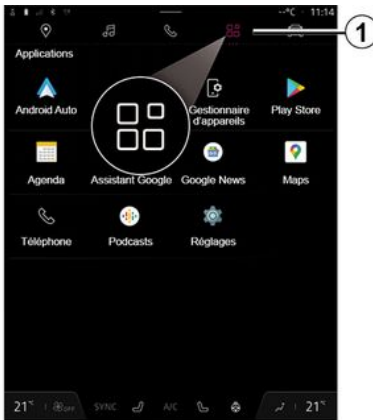 --°C 11:14
1
Applications
Android Auto
Gestionnaire
d'appareils
Play Store
Agenda
Assistant Google
Google News
Maps
Téléphone
Podcasts
Réglages
21°C
OFF
SYNC
A/C
21°C